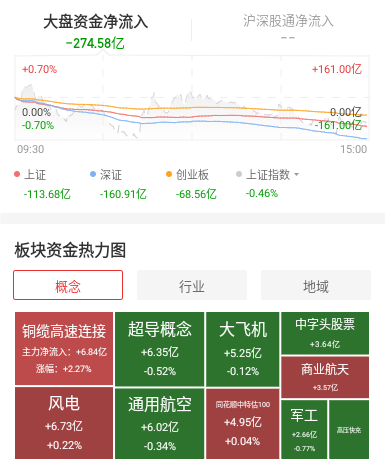 大盘资金净流入
-274.58亿
沪深股通净流入
--
+0.70%
+161.00亿
0.00%
0.00亿
-0.70%
-161.00亿
09:30
15:00
上证
深证
创业板
上证指数
-113.68亿
-160.91亿
-68.56亿
-0.46%
板块资金热力图
概念
行业
地域
铜缆高速连接
主力净流入：+6.84亿
涨幅：+2.27%
超导概念
+6.35亿
-0.52%
大飞机
+5.25亿
-0.12%
中字头股票
+3.64亿
商业航天
+3.57亿
风电
+6.73亿
+0.22%
通用航空
+6.02亿
-0.34%
同花顺中特估100
+4.95亿
+0.04%
军工
+2.66亿
-0.77%
高压快充